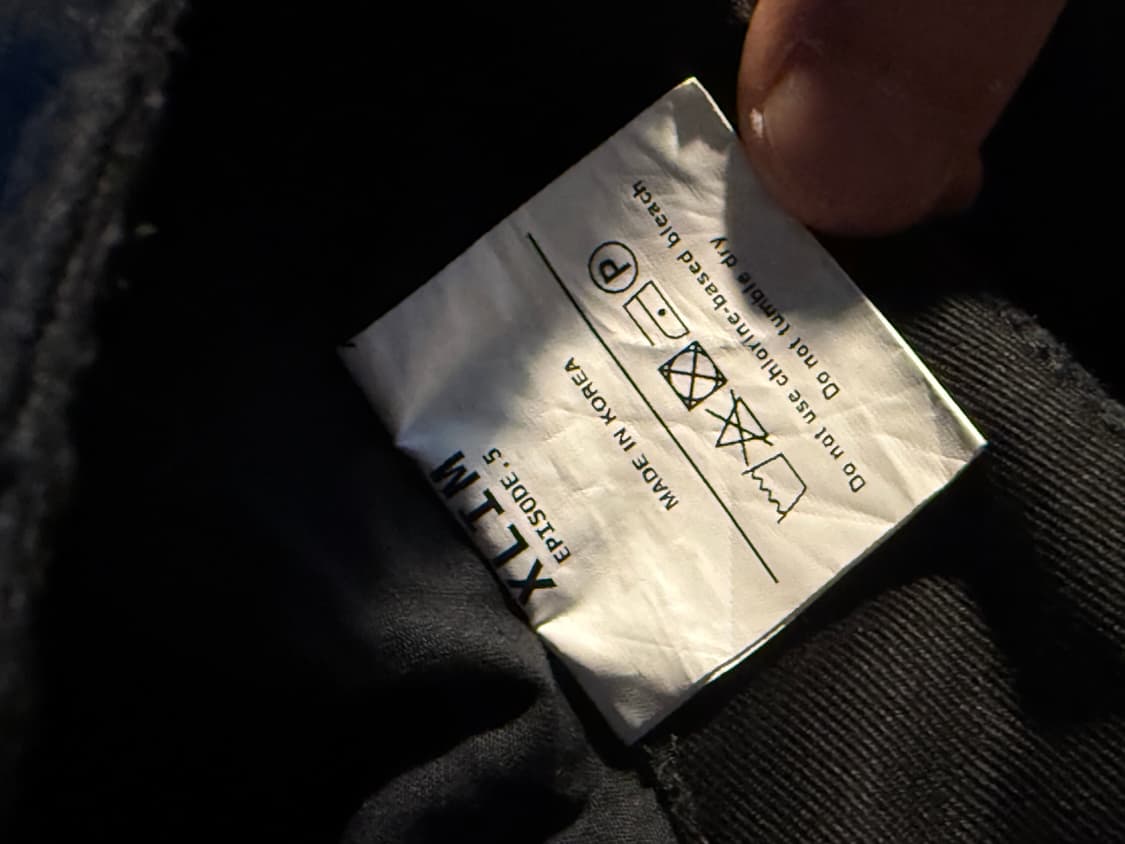 XLIM
EPISODE.5
MADE IN KOREA
P
Do not use chlorine-based bleach
Do not tumble dry